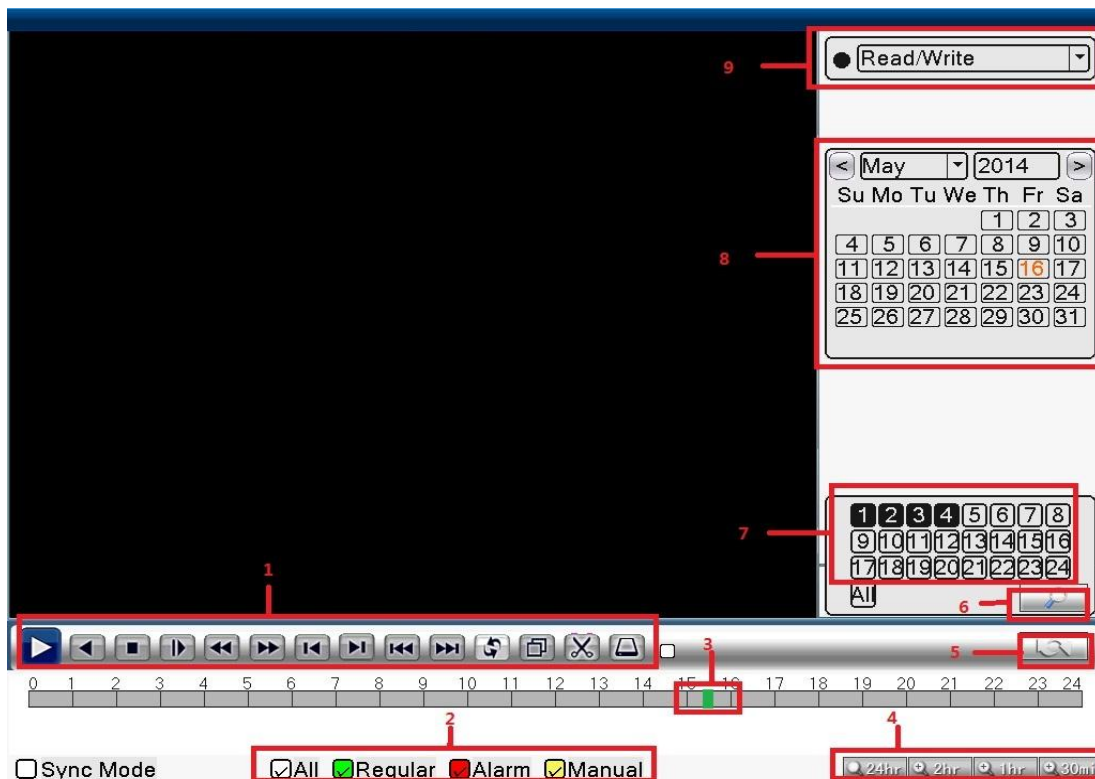 9
Read/Write
May 2014
Su Mo Tu We Th Fr Sa
1 2 3
4 5 6 7 8 9 10
8
11 12 13 14 15 16 17
18 19 20 21 22 23 24
25 26 27 28 29 30 31
1 2 3 4 5 6 7 8
7
9 10 11 12 13 14 15 16
17 18 19 20 21 22 23 24
All
6
1
3
5
0 1 2 3 4 5 6 7 8 9 10 11 12 13 14 15 16 17 18 19 20 21 22 23 24
2
4
Sync Mode All Regular Alarm Manual 24hr 2hr 1hr 30mi